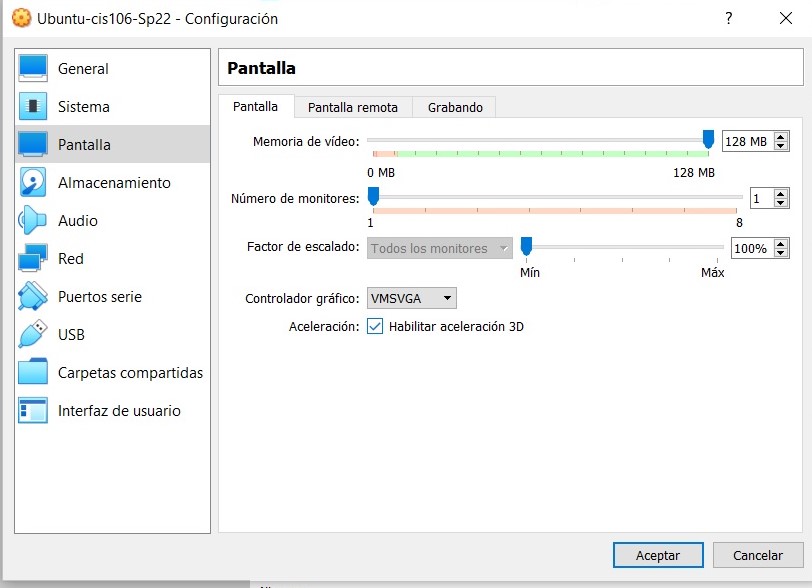 Ubuntu-cis106-Sp22 - Configuración
?
General
Sistema
Pantalla
Almacenamiento
Audio
Red
Puertos serie
USB
Carpetas compartidas
Interfaz de usuario
Pantalla
Pantalla Pantalla remota Grabando
Memoria de vídeo: 128 MB
0 MB 128 MB
Número de monitores: 1
1 8
Factor de escalado: Todos los monitores 100%
Mín Máx
Controlador gráfico: VMSVGA
Aceleración: Habilitar aceleración 3D
Aceptar Cancelar